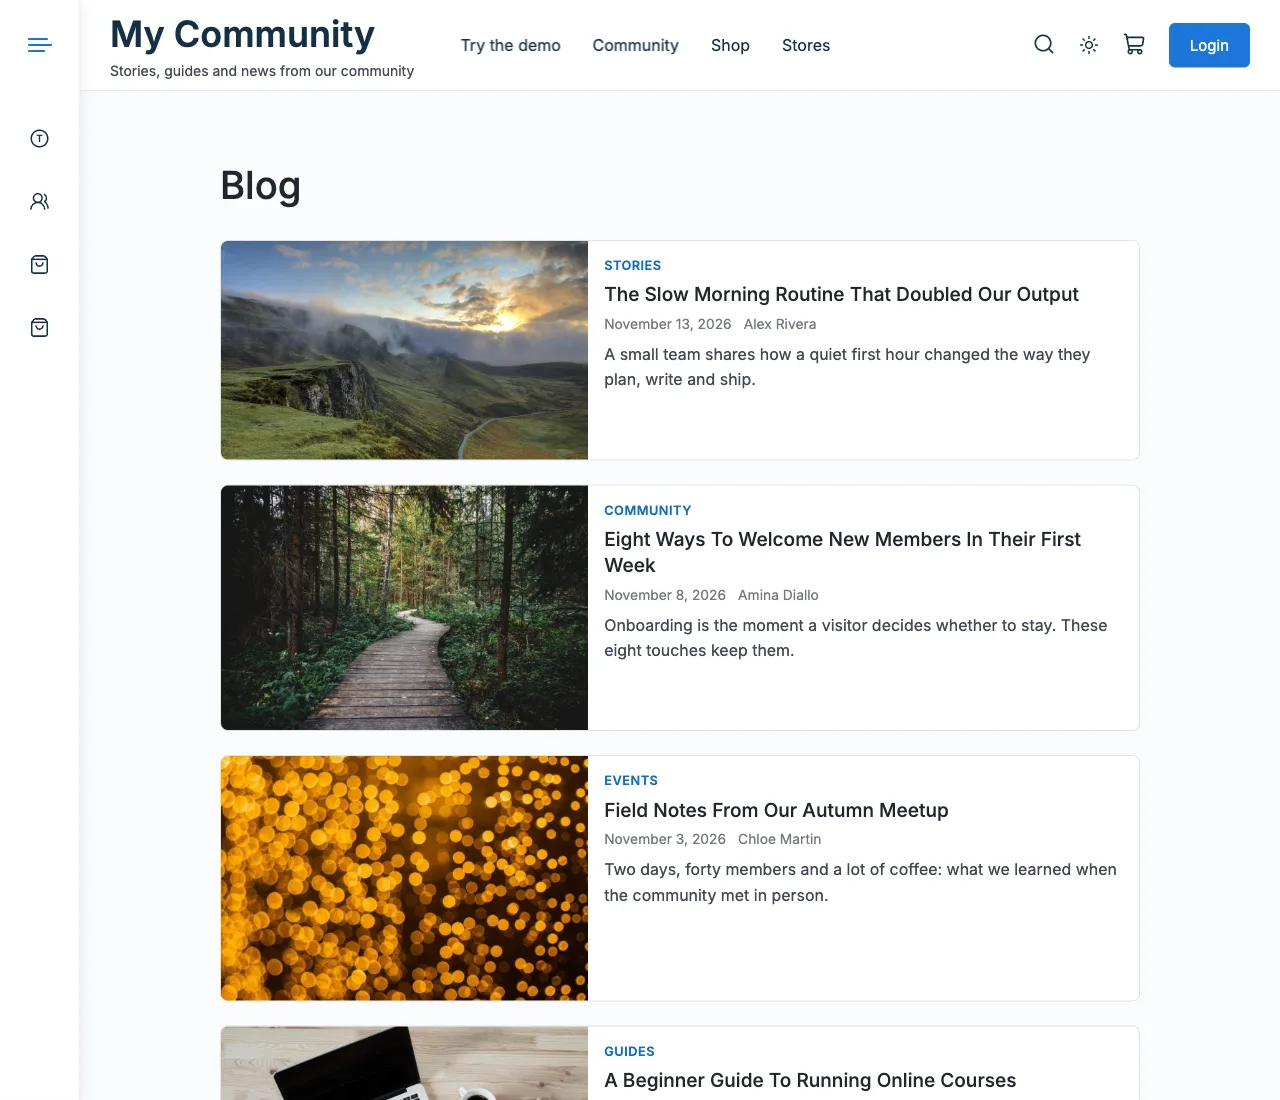 My Community
Stories, guides and news from our community
Try the demo
Community
Shop
Stores
Login
T
Blog
STORIES
The Slow Morning Routine That Doubled Our Output
November 13, 2026 Alex Rivera
A small team shares how a quiet first hour changed the way they
plan, write and ship.
COMMUNITY
Eight Ways To Welcome New Members In Their First
Week
November 8, 2026 Amina Diallo
Onboarding is the moment a visitor decides whether to stay. These
eight touches keep them.
EVENTS
Field Notes From Our Autumn Meetup
November 3, 2026 Chloe Martin
Two days, forty members and a lot of coffee: what we learned when
the community met in person.
GUIDES
A Beginner Guide To Running Online Courses